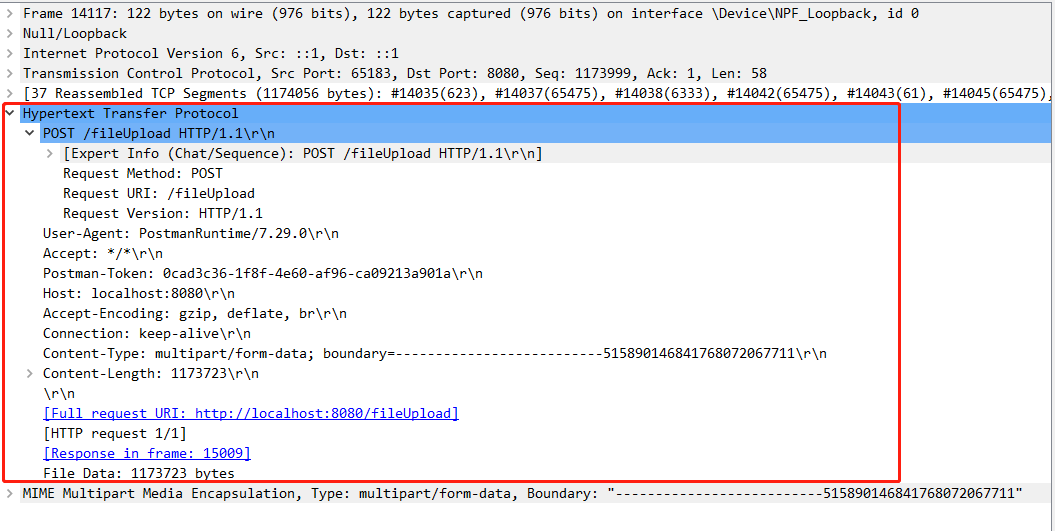 Frame 14117: 122 bytes on wire (976 bits), 122 bytes captured (976 bits) on interface \Device\NPF_Loopback, id 0
Null/Loopback
Internet Protocol Version 6, Src: ::1, Dst: ::1
Transmission Control Protocol, Src Port: 65183, Dst Port: 8080, Seq: 1173999, Ack: 1, Len: 58
[37 Reassembled TCP Segments (1174056 bytes): #14035(623), #14037(65475), #14038(6333), #14042(65475), #14043(61), #14045(65475),
Hypertext Transfer Protocol
POST /fileUpload HTTP/1.1\r\n
[Expert Info (Chat/Sequence): POST /fileUpload HTTP/1.1\r\n]
Request Method: POST
Request URI: /fileUpload
Request Version: HTTP/1.1
User-Agent: PostmanRuntime/7.29.0\r\n
Accept: */*\r\n
Postman-Token: 0cad3c36-1f8f-4e60-af96-ca09213a901a\r\n
Host: localhost:8080\r\n
Accept-Encoding: gzip, deflate, br\r\n
Connection: keep-alive\r\n
Content-Type: multipart/form-data; boundary=--------------------------515890146841768072067711\r\n
Content-Length: 1173723\r\n
\r\n
[Full request URI: http://localhost:8080/fileUpload]
[HTTP request 1/1]
[Response in frame: 15009]
File Data: 1173723 bytes
MIME Multipart Media Encapsulation, Type: multipart/form-data, Boundary: "--------------------------515890146841768072067711"